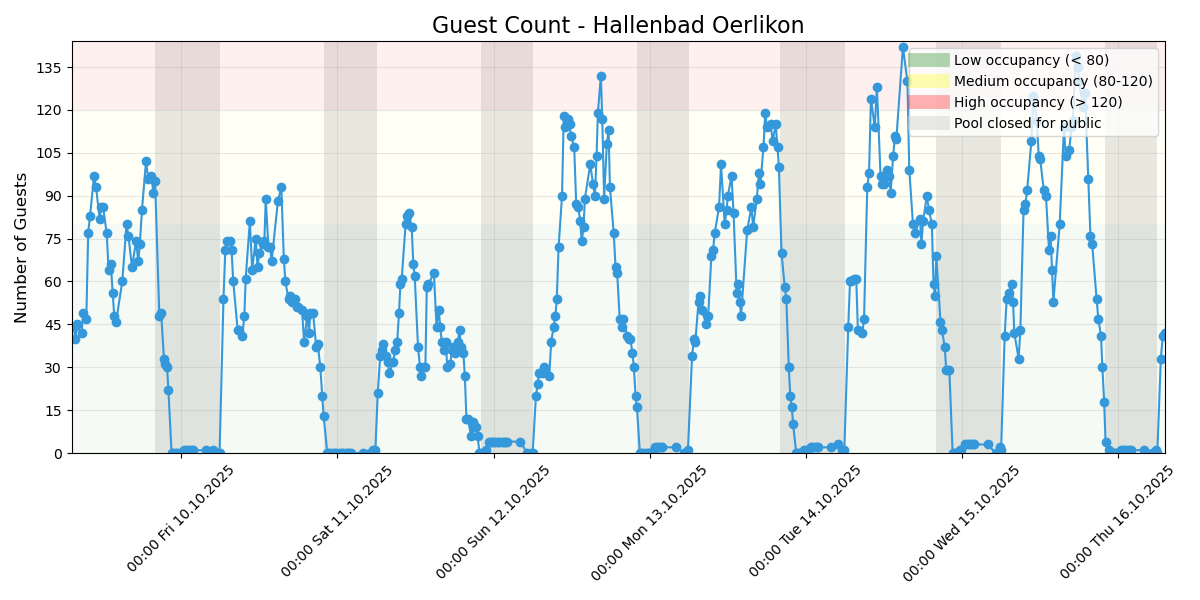 Guest Count - Hallenbad Oerlikon
Number of Guests
135
120
105
90
75
60
45
30
15
0
Low occupancy (< 80)
Medium occupancy (80-120)
High occupancy (> 120)
Pool closed for public
00:00 Fri 10.10.2025
00:00 Sat 11.10.2025
00:00 Sun 12.10.2025
00:00 Mon 13.10.2025
00:00 Tue 14.10.2025
00:00 Wed 15.10.2025
00:00 Thu 16.10.2025